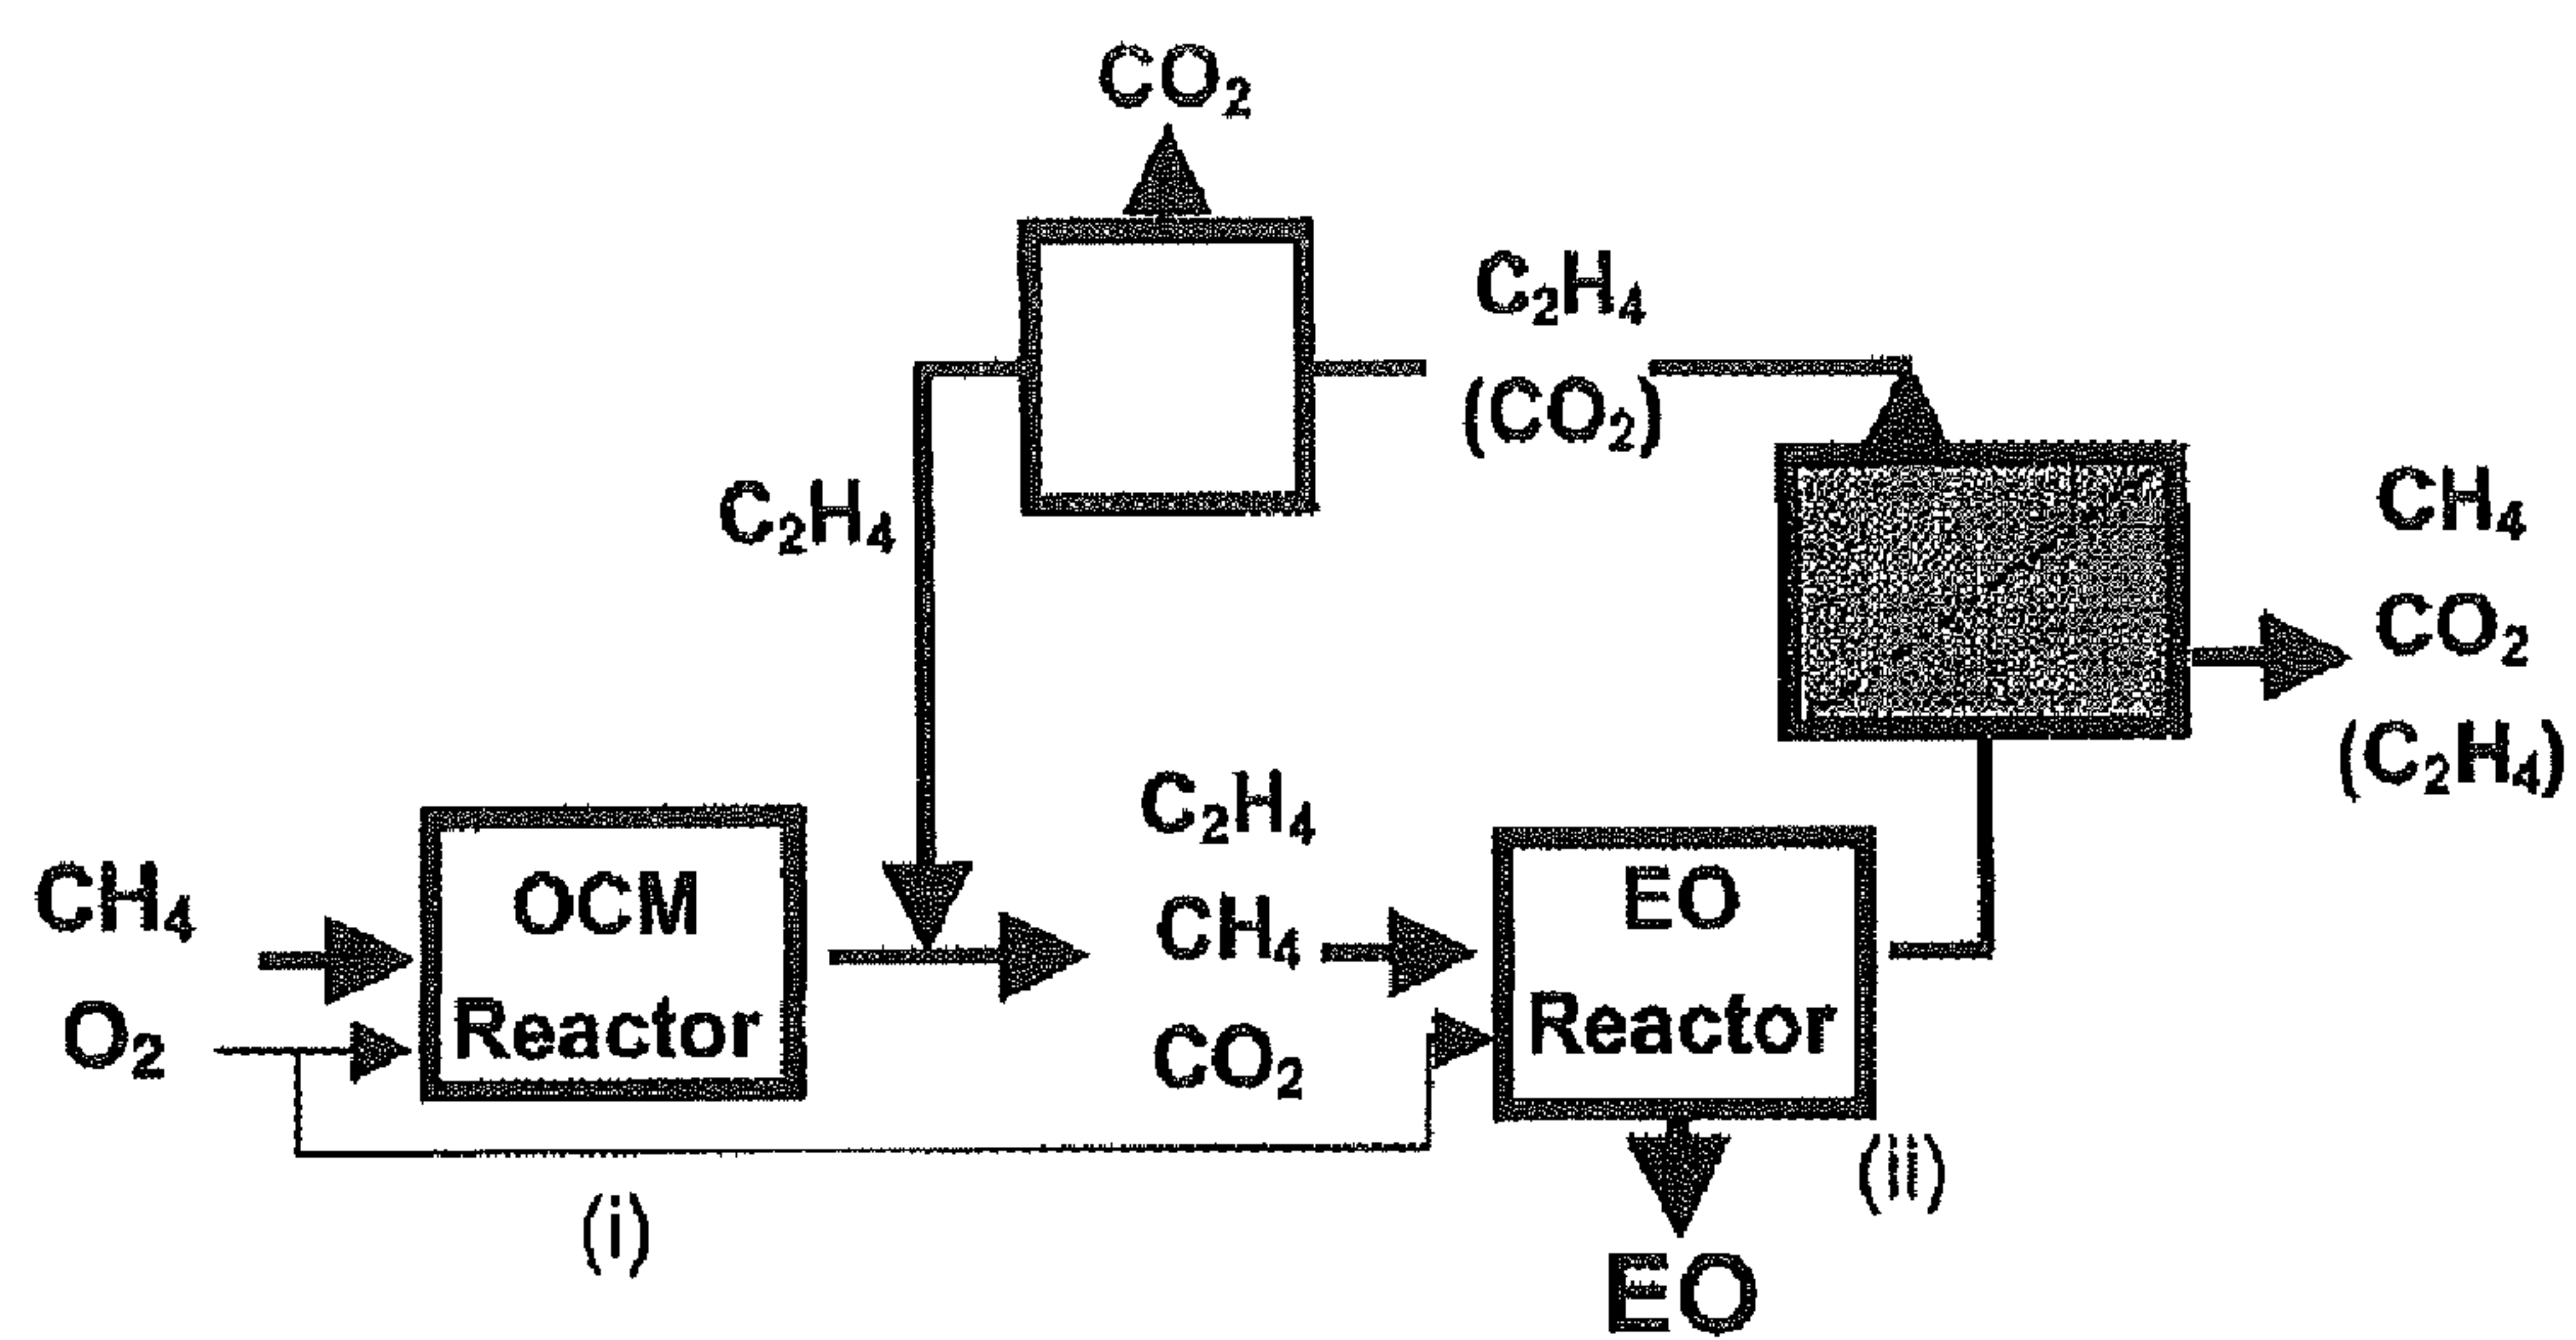 CO₂
C₂H₄
(CO₂)
C₂H₄
CH₄
CO₂
(C₂H₄)
CH₄
O₂
OCM
Reactor
C₂H₄
CH₄
CO₂
EO
Reactor
(i)
(ii)
EO